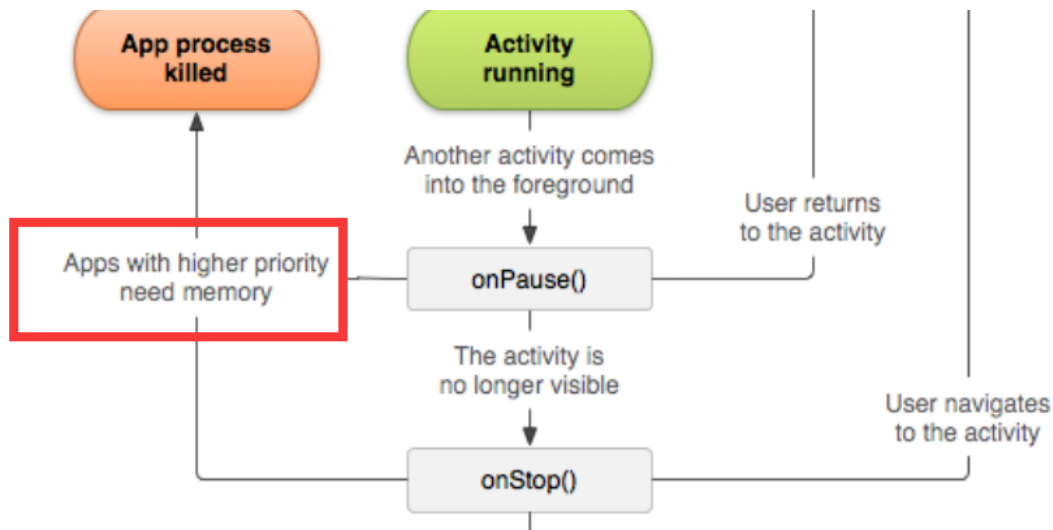 App process
killed
Activity
running
Another activity comes
into the foreground
User returns
to the activity
Apps with higher priority
need memory
onPause()
The activity is
no longer visible
User navigates
to the activity
onStop()